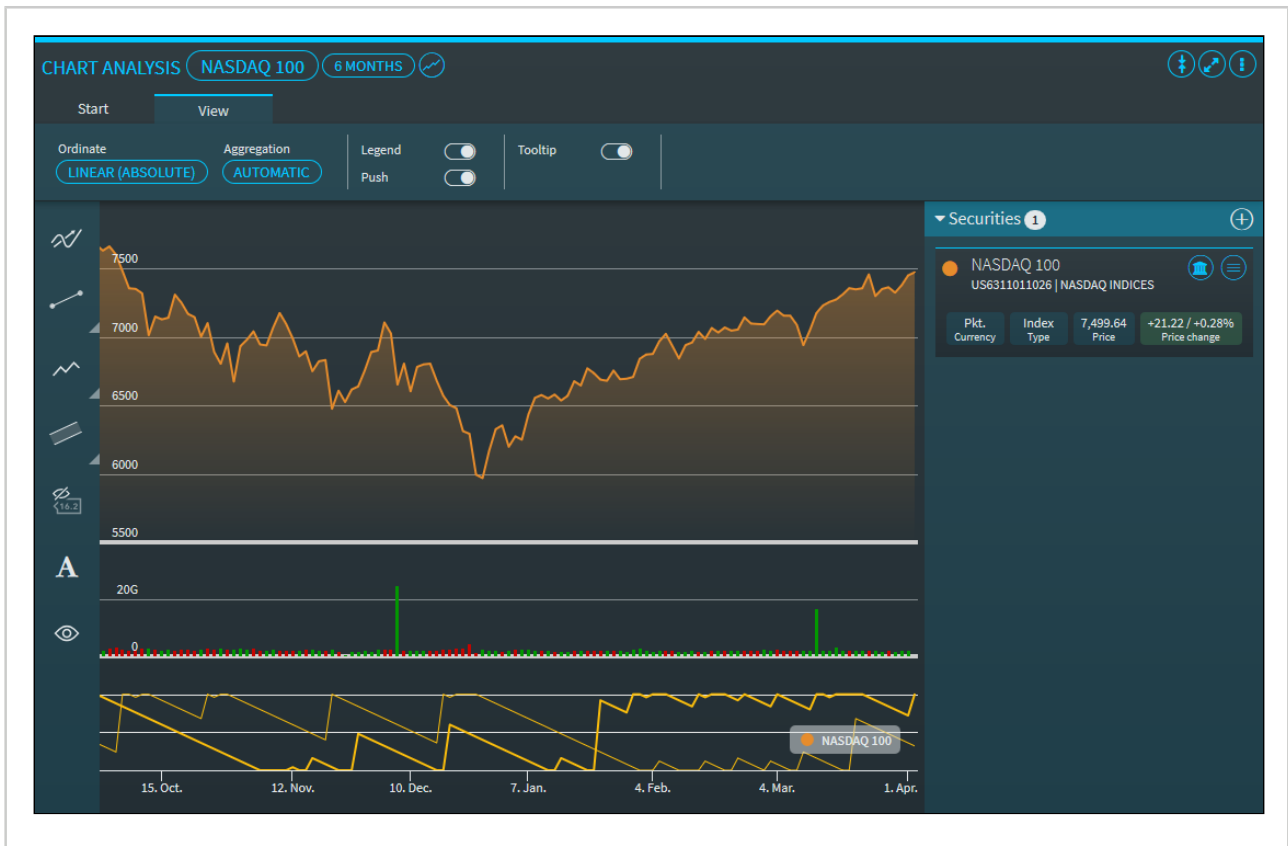 CHART ANALYSIS NASDAQ 100 6 MONTHS
Start View
Ordinate Aggregation Legend Tooltip
LINEAR (ABSOLUTE) AUTOMATIC Push
Securities 1
NASDAQ 100
US6311011026 | NASDAQ INDICES
Pkt. Index 7,499.64 +21.22 / +0.28%
Currency Type Price Price change
7500
7000
6500
6000
16.2
5500
A
20G
0
NASDAQ 100
15. Oct. 12. Nov. 10. Dec. 7. Jan. 4. Feb. 4. Mar. 1. Apr.